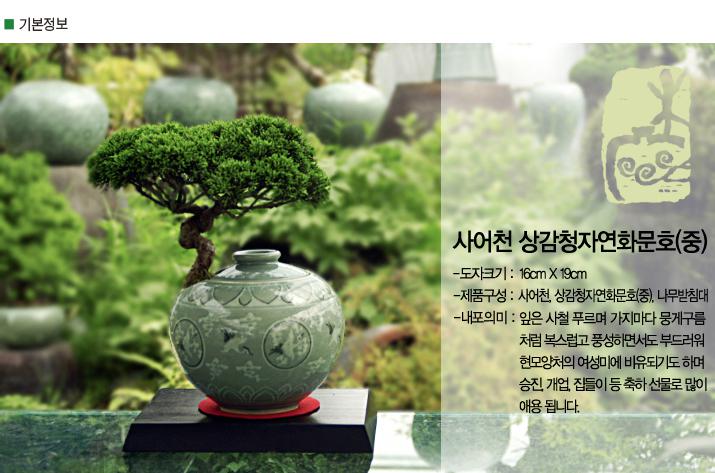 기본정보
사어천 상감청자연화문호(중)
-도자크기 : 16cm X 19cm
-제품구성 : 사어천, 상감청자연화문호(중), 나무받침대
-내포의미 : 잎은 사철 푸르며 가지마다 뭉게구름
처럼 복스럽고 풍성하면서도 부드러워
현모양처의 여성미에 비유되기도 하며
승진, 개업, 집들이 등 축하 선물로 많이
애용 됩니다.